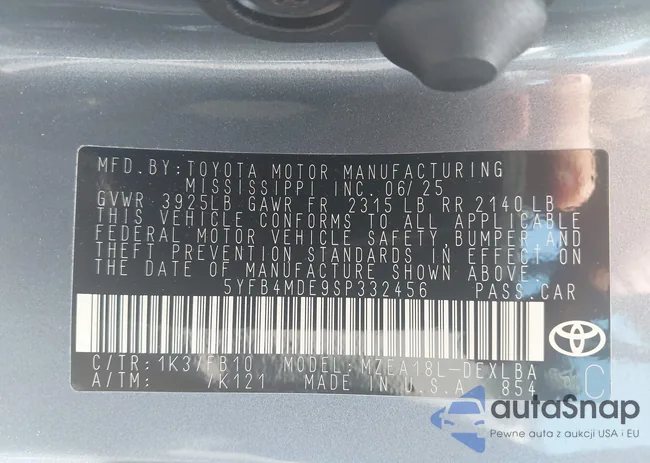 MFD. BY: TOYOTA MOTOR MANUFACTURING
MISSISSIPPI INC. 06/25
GVWR 3925LB GAWR FR 2315 LB RR 2140 LB
THIS VEHICLE CONFORMS TO ALL APPLICABLE
FEDERAL MOTOR VEHICLE SAFETY, BUMPER AND
THEFT PREVENTION STANDARDS IN EFFECT ON
THE DATE OF MANUFACTURE SHOWN ABOVE.
5YFB4MDE9SP332456 PASS. CAR
C/TR: 1K3/FB10 MODEL: MZEA18L-DEXLBA
A/TM: /K121 MADE IN U.S.A. 854 C
autoSnap
Pewne auta z aukcji USA i EU